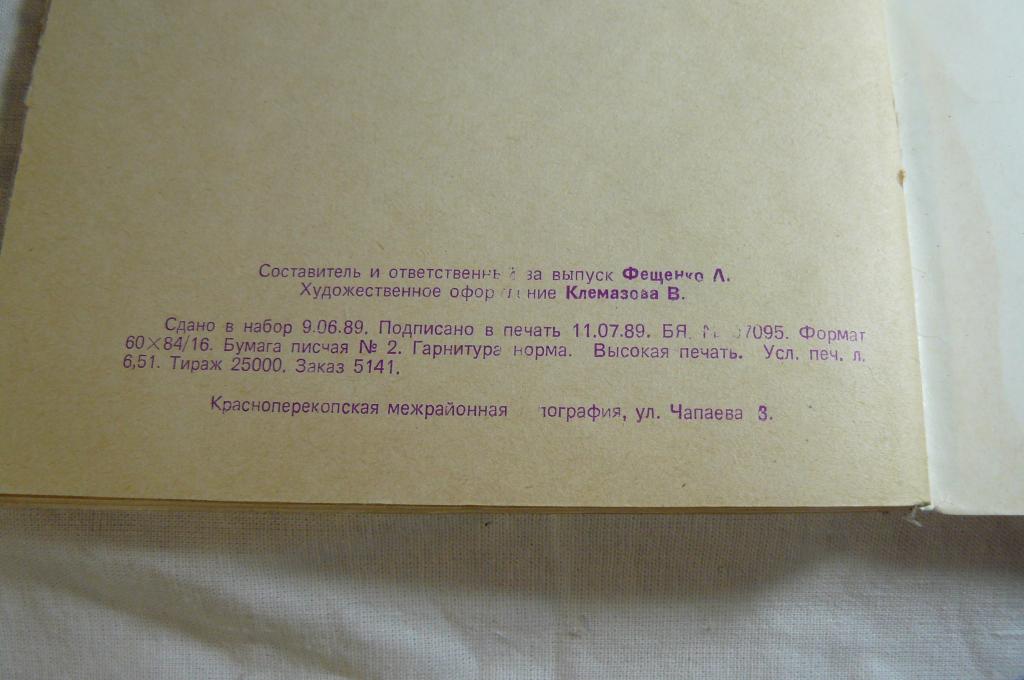 Составитель и ответственный за выпуск Фещенко Л.
Художественное оформление Клемазова В.
Сдано в набор 9.06.89. Подписано в печать 11.07.89. БЯ. № 7095. Формат
60×84/16. Бумага писчая № 2. Гарнитура норма. Высокая печать. Усл. печ. л.
6,51. Тираж 25000. Заказ 5141.
Красноперекопская межрайонная типография, ул. Чапаева 3.